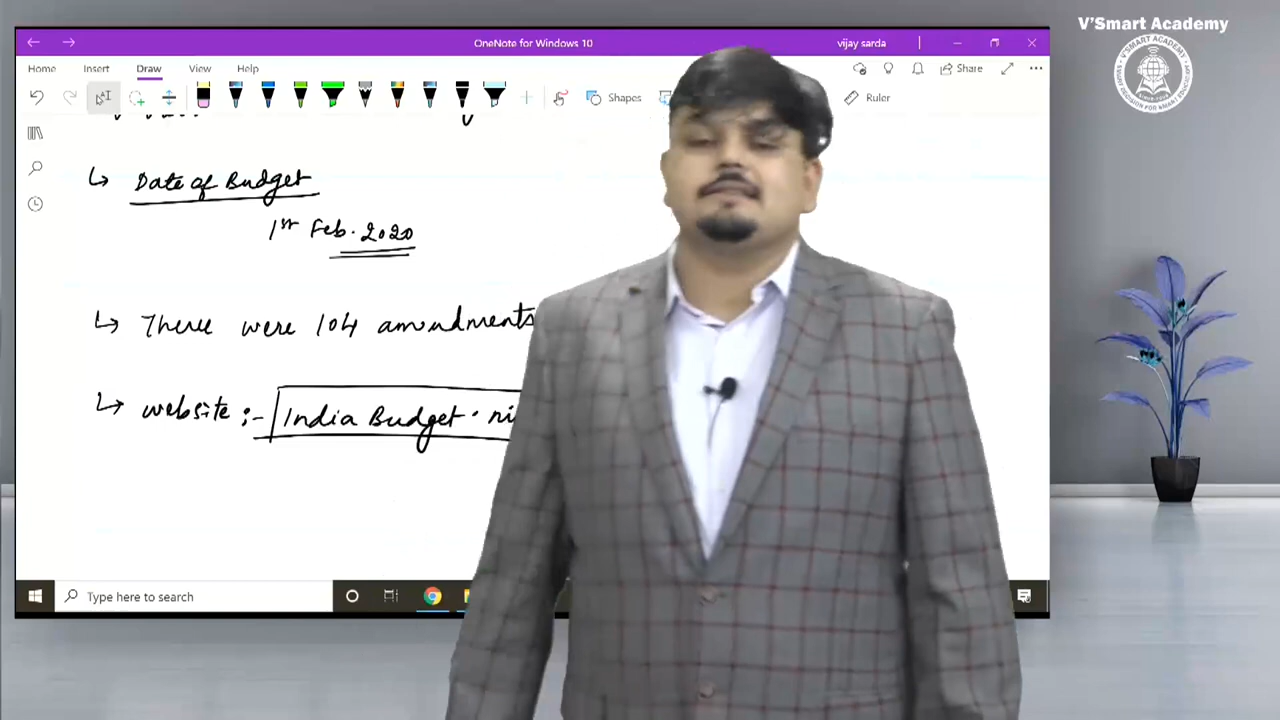 V'Smart Academy
OneNote for Windows 10
vijay sarda
Home Insert Draw View Help
Share
Shapes
Ruler
↳ Date of Budget
1st Feb. 2020
↳ There were 104 amendments
↳ website :- India Budget . ni
Type here to search